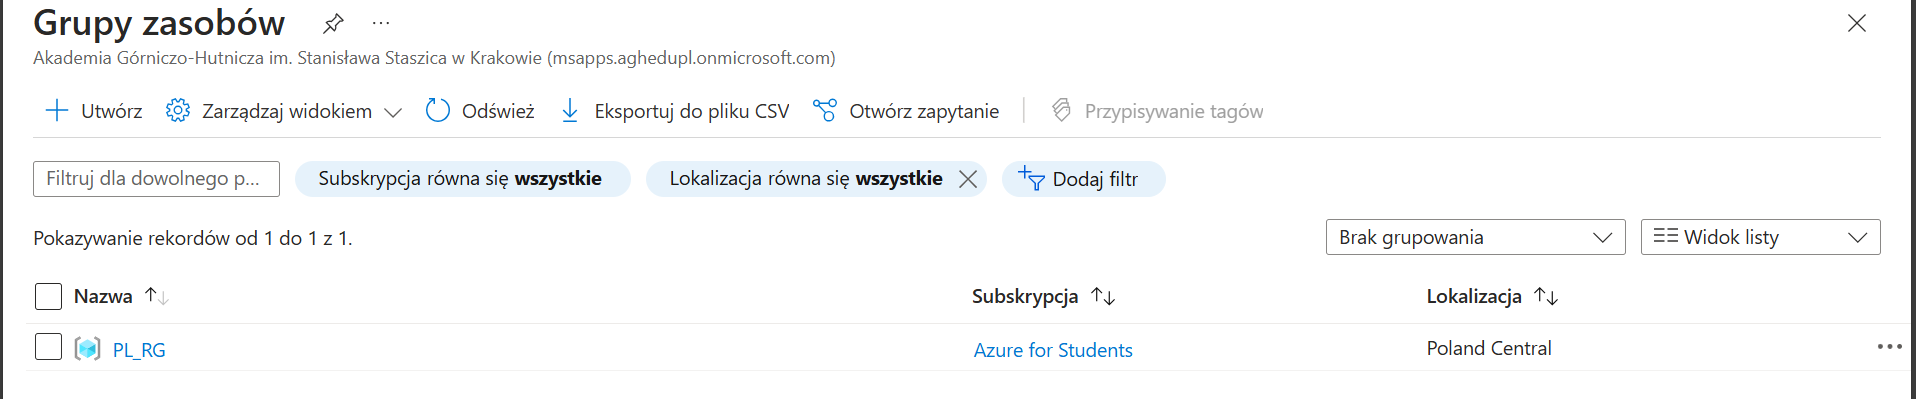 Grupy zasobów
Akademia Górniczo-Hutnicza im. Stanisława Staszica w Krakowie (msapps.aghedupl.onmicrosoft.com)
Utwórz Zarządzaj widokiem Odśwież Eksportuj do pliku CSV Otwórz zapytanie Przypisywanie tagów
Filtruj dla dowolnego p... Subskrypcja równa się wszystkie Lokalizacja równa się wszystkie Dodaj filtr
Pokazywanie rekordów od 1 do 1 z 1. Brak grupowania Widok listy
Nazwa Subskrypcja Lokalizacja
PL_RG Azure for Students Poland Central